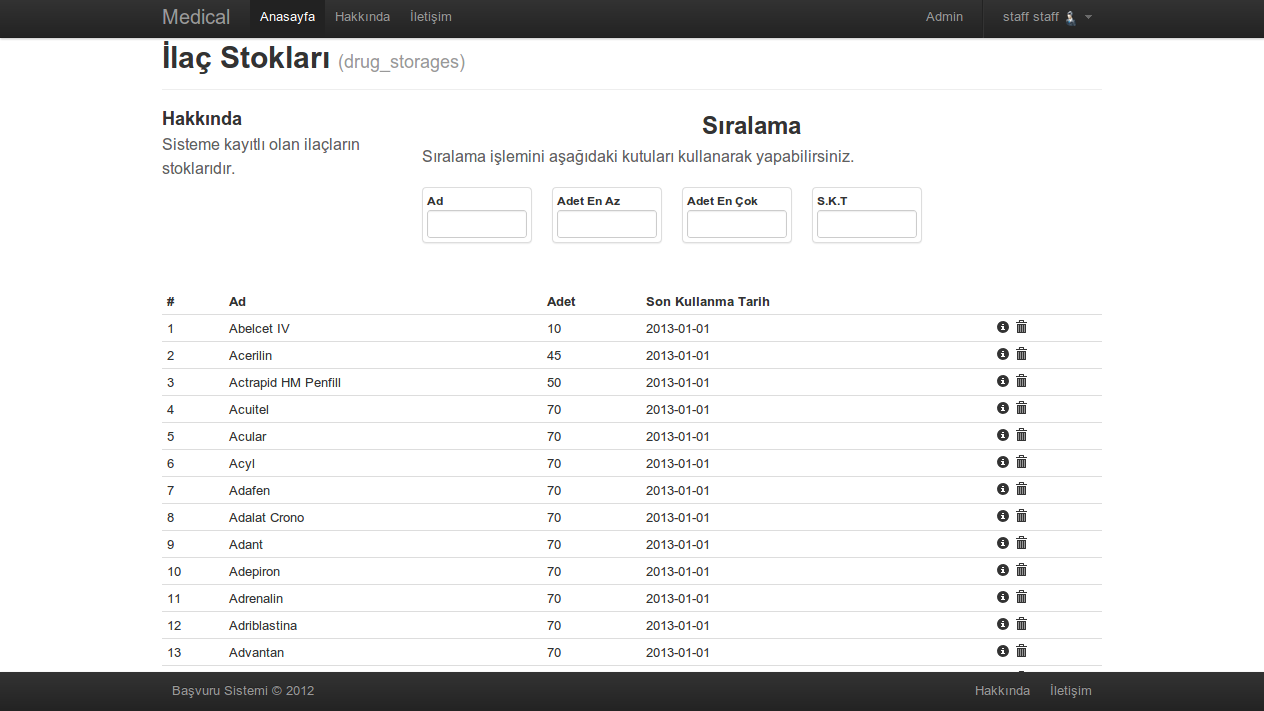 Medical Anasayfa Hakkında İletişim Admin staff staff
İlaç Stokları (drug_storages)
Hakkında
Sisteme kayıtlı olan ilaçların
stoklarıdır.
Sıralama
Sıralama işlemini aşağıdaki kutuları kullanarak yapabilirsiniz.
Ad Adet En Az Adet En Çok S.K.T
# Ad Adet Son Kullanma Tarih
1 Abelcet IV 10 2013-01-01
2 Acerilin 45 2013-01-01
3 Actrapid HM Penfill 50 2013-01-01
4 Acuitel 70 2013-01-01
5 Acular 70 2013-01-01
6 Acyl 70 2013-01-01
7 Adafen 70 2013-01-01
8 Adalat Crono 70 2013-01-01
9 Adant 70 2013-01-01
10 Adepiron 70 2013-01-01
11 Adrenalin 70 2013-01-01
12 Adriblastina 70 2013-01-01
13 Advantan 70 2013-01-01
Başvuru Sistemi © 2012 Hakkında İletişim